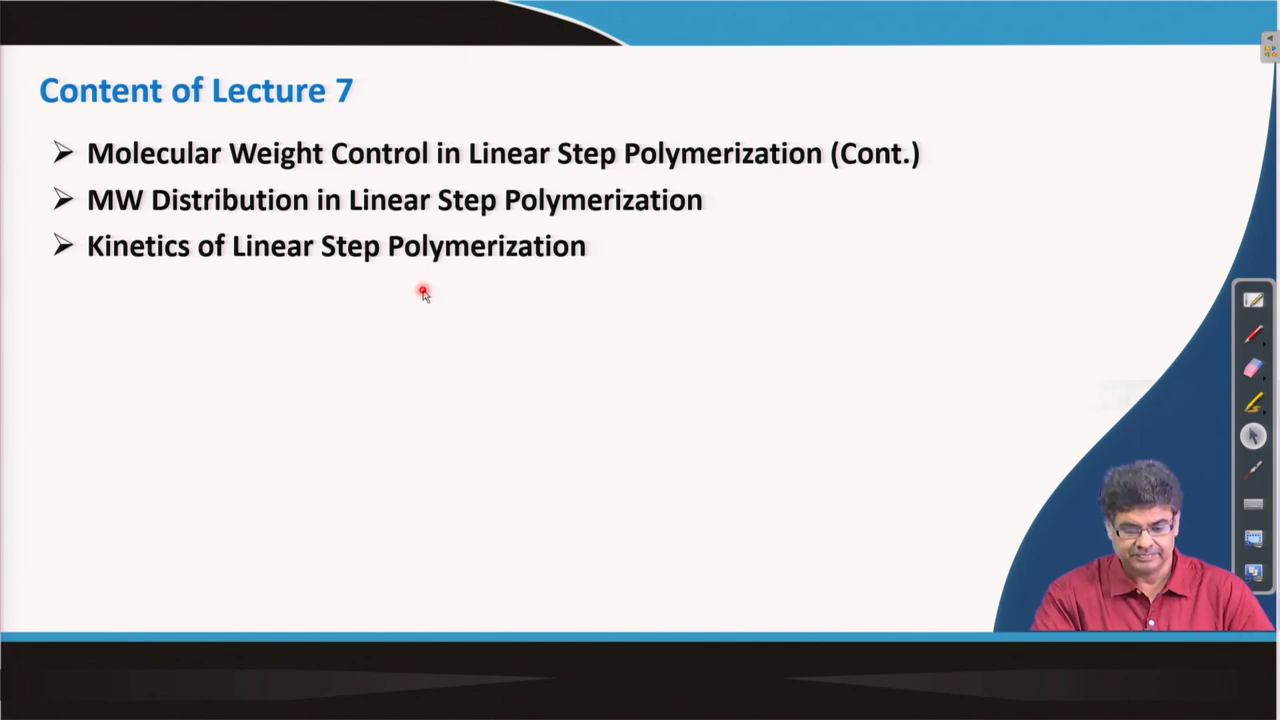 Content of Lecture 7
➢ Molecular Weight Control in Linear Step Polymerization (Cont.)
➢ MW Distribution in Linear Step Polymerization
➢ Kinetics of Linear Step Polymerization